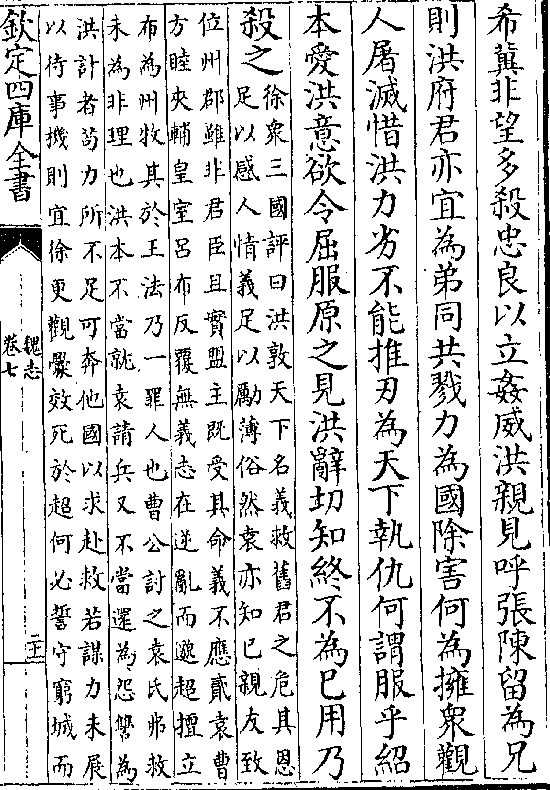 希冀非望多殺忠良以立姦威洪親見呼張陳留為兄
則洪府君亦宜為弟同共戮力為國除害何為擁衆觀
人屠滅惜洪力劣不能推刃為天下執仇何謂服乎紹
本愛洪意欲令屈服原之見洪辭切知終不為已用乃
殺之
徐衆三國評曰洪敦天下名義救舊君之危其恩
足以感人情義足以勵薄俗然袁亦知已親友致
位州郡雖非君臣且實盟主既受其命義不應貳袁曹
方睦夾輔皇室呂布反覆無義志在逆亂而邈超擅立
布為州牧其於王法乃一罪人也曹公討之袁氏弗救
未為非理也洪本不當就袁請兵又不當還為怨讐為
洪計者苟力所不足可奔他國以求赴救若謀力未展
以待事機則宜徐更觀釁效死於超何必誓守窮城而
欽定四庫全書
魏志
卷七
二十一